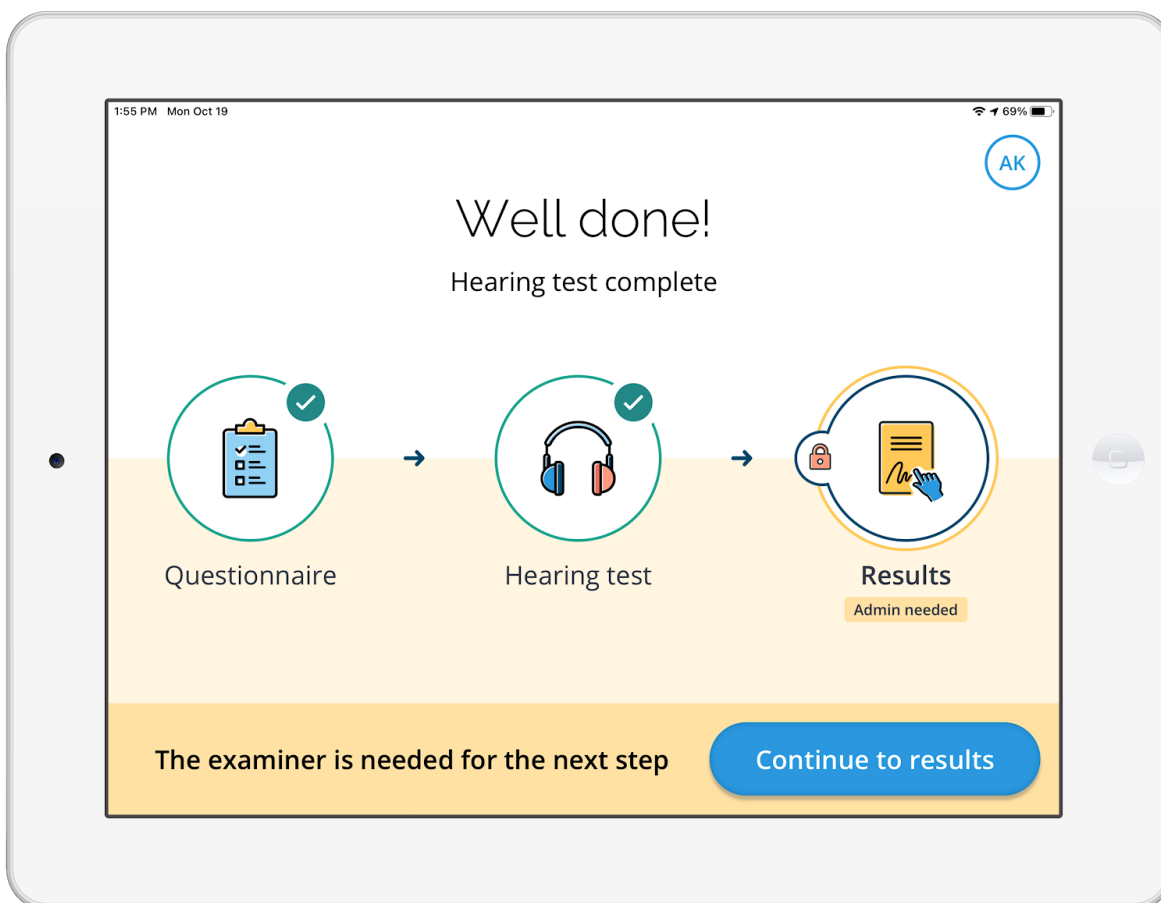 1:55 PM Mon Oct 19 69%
AK
Well done!
Hearing test complete
Questionnaire
Hearing test
Results
Admin needed
The examiner is needed for the next step
Continue to results